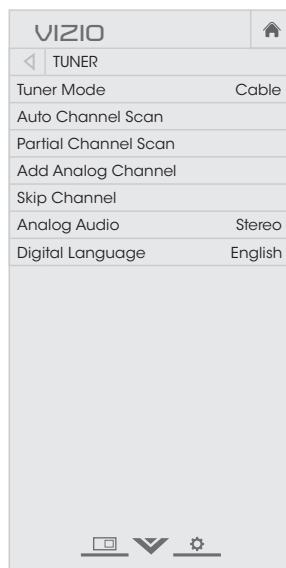 VIZIO
TUNER
Tuner Mode Cable
Auto Channel Scan
Partial Channel Scan
Add Analog Channel
Skip Channel
Analog Audio Stereo
Digital Language English